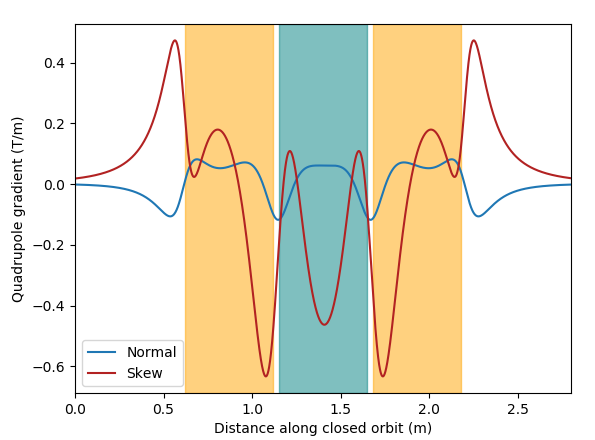 0.4
0.2
0.0
−0.2
−0.4
−0.6
Quadrupole gradient (T/m)
Normal
Skew
0.0 0.5 1.0 1.5 2.0 2.5
Distance along closed orbit (m)